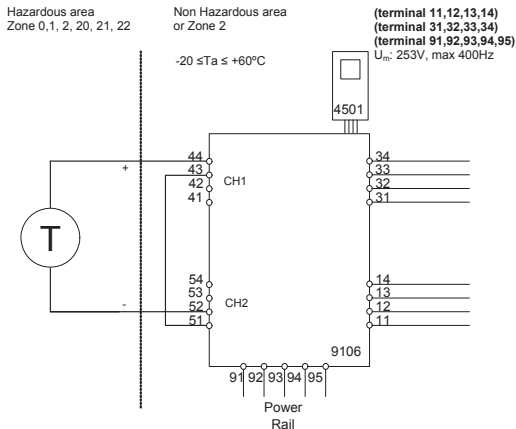 Hazardous area
Zone 0,1, 2, 20, 21, 22
Non Hazardous area
or Zone 2
-20 ≤Ta ≤ +60ºC
(terminal 11,12,13,14)
(terminal 31,32,33,34)
(terminal 91,92,93,94,95)
Um: 253V, max 400Hz
4501
44
43
42
41
CH1
+
34
33
32
31
T
54
53
52
51
CH2
-
14
13
12
11
9106
91 92 93 94 95
Power
Rail